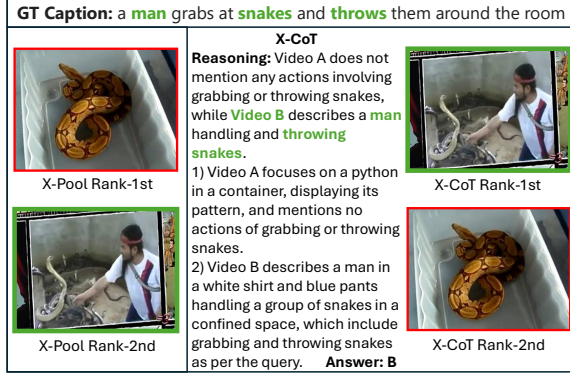 GT Caption: a man grabs at snakes and throws them around the room
X-Pool Rank-1st
X-Pool Rank-2nd
X-CoT
Reasoning: Video A does not
mention any actions involving
grabbing or throwing snakes,
while Video B describes a man
handling and throwing
snakes.
1) Video A focuses on a python
in a container, displaying its
pattern, and mentions no
actions of grabbing or throwing
snakes.
2) Video B describes a man in
a white shirt and blue pants
handling a group of snakes in a
confined space, which include
grabbing and throwing snakes
as per the query. Answer: B
X-CoT Rank-1st
X-CoT Rank-2nd